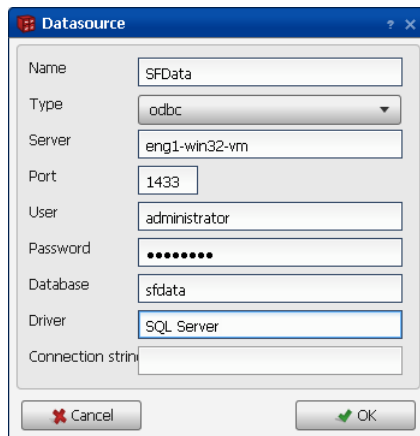 Datasource ?
Name SFData
Type odbc
Server eng1-win32-vm
Port 1433
User administrator
Password ••••••••
Database sfdata
Driver SQL Server
Connection strin
Cancel OK